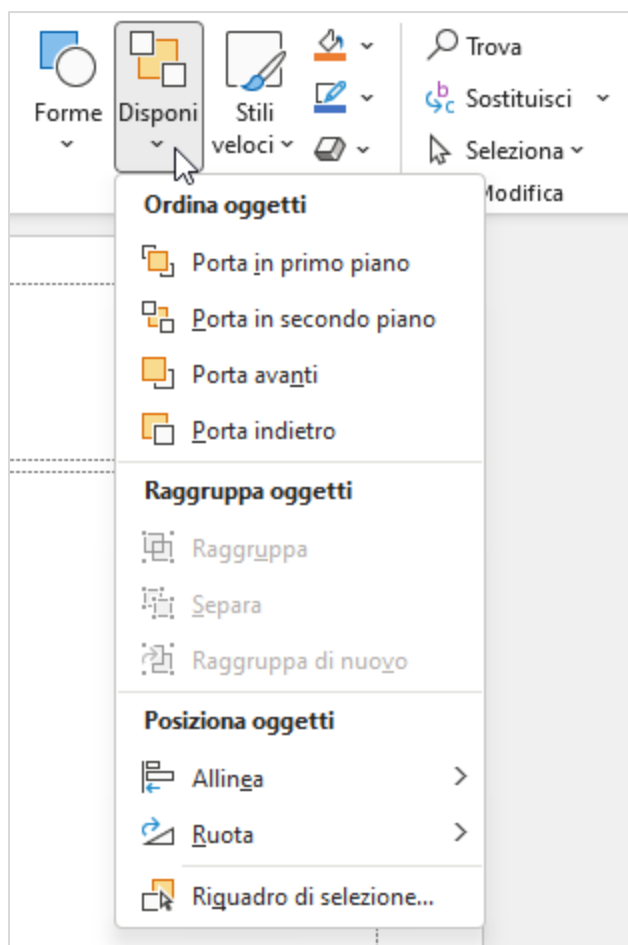 Forme
Disponi
Stili
veloci
Trova
Sostituisci
Seleziona
Modifica
Ordina oggetti
Porta in primo piano
Porta in secondo piano
Porta avanti
Porta indietro
Raggruppa oggetti
Raggruppa
Separa
Raggruppa di nuovo
Posiziona oggetti
Allinea
Ruota
Riquadro di selezione...